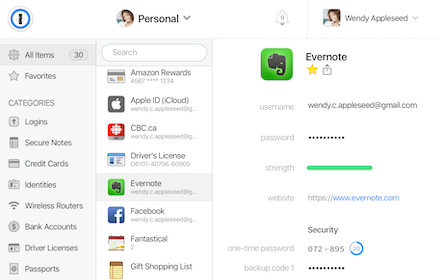 Personal
8
Wendy Appleseed
All Items
30
Favorites
CATEGORIES
Logins
Secure Notes
Credit Cards
Identities
Wireless Routers
Bank Accounts
Driver Licenses
Passports
Search
Amazon Rewards
4567 **** 1234
Apple ID (iCloud)
wendy.c.appleseed@g...
CBC.ca
wendy.c.appleseed@g...
Driver's License
D6101-40706-60905
Evernote
wendy.c.appleseed@g...
Facebook
wendy.c.appleseed@g...
Fantastical
2
Gift Shopping List
Evernote
username
wendy.c.appleseed@gmail.com
password
••••••••••
strength
website
https://www.evernote.com
Security
one-time password
072 • 895
20
backup code 1
••••••••••